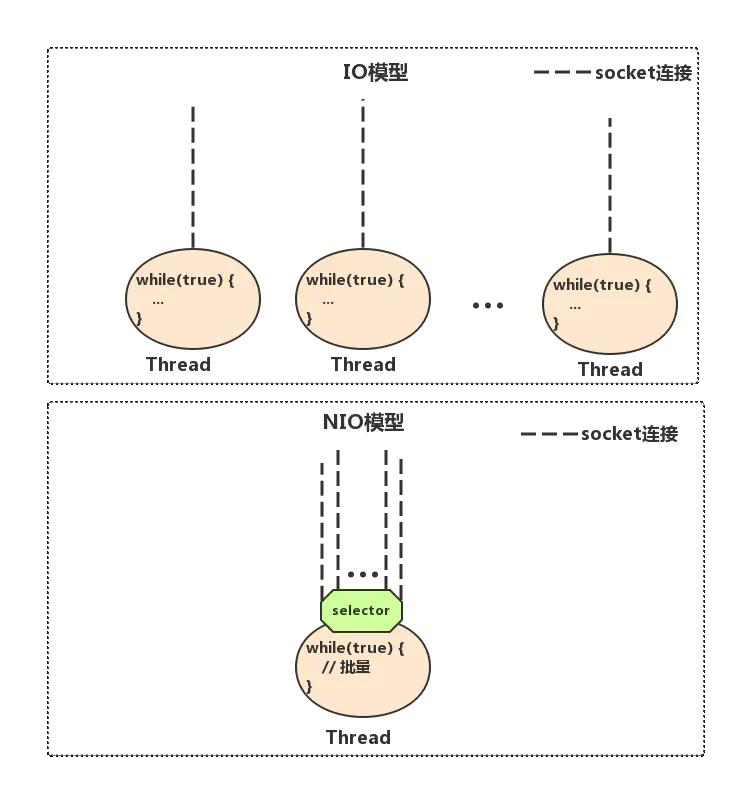 IO模型
socket连接
while(true) {
...
}
Thread
while(true) {
...
}
Thread
...
while(true) {
...
}
Thread
NIO模型
socket连接
...
selector
while(true) {
// 批量
}
Thread